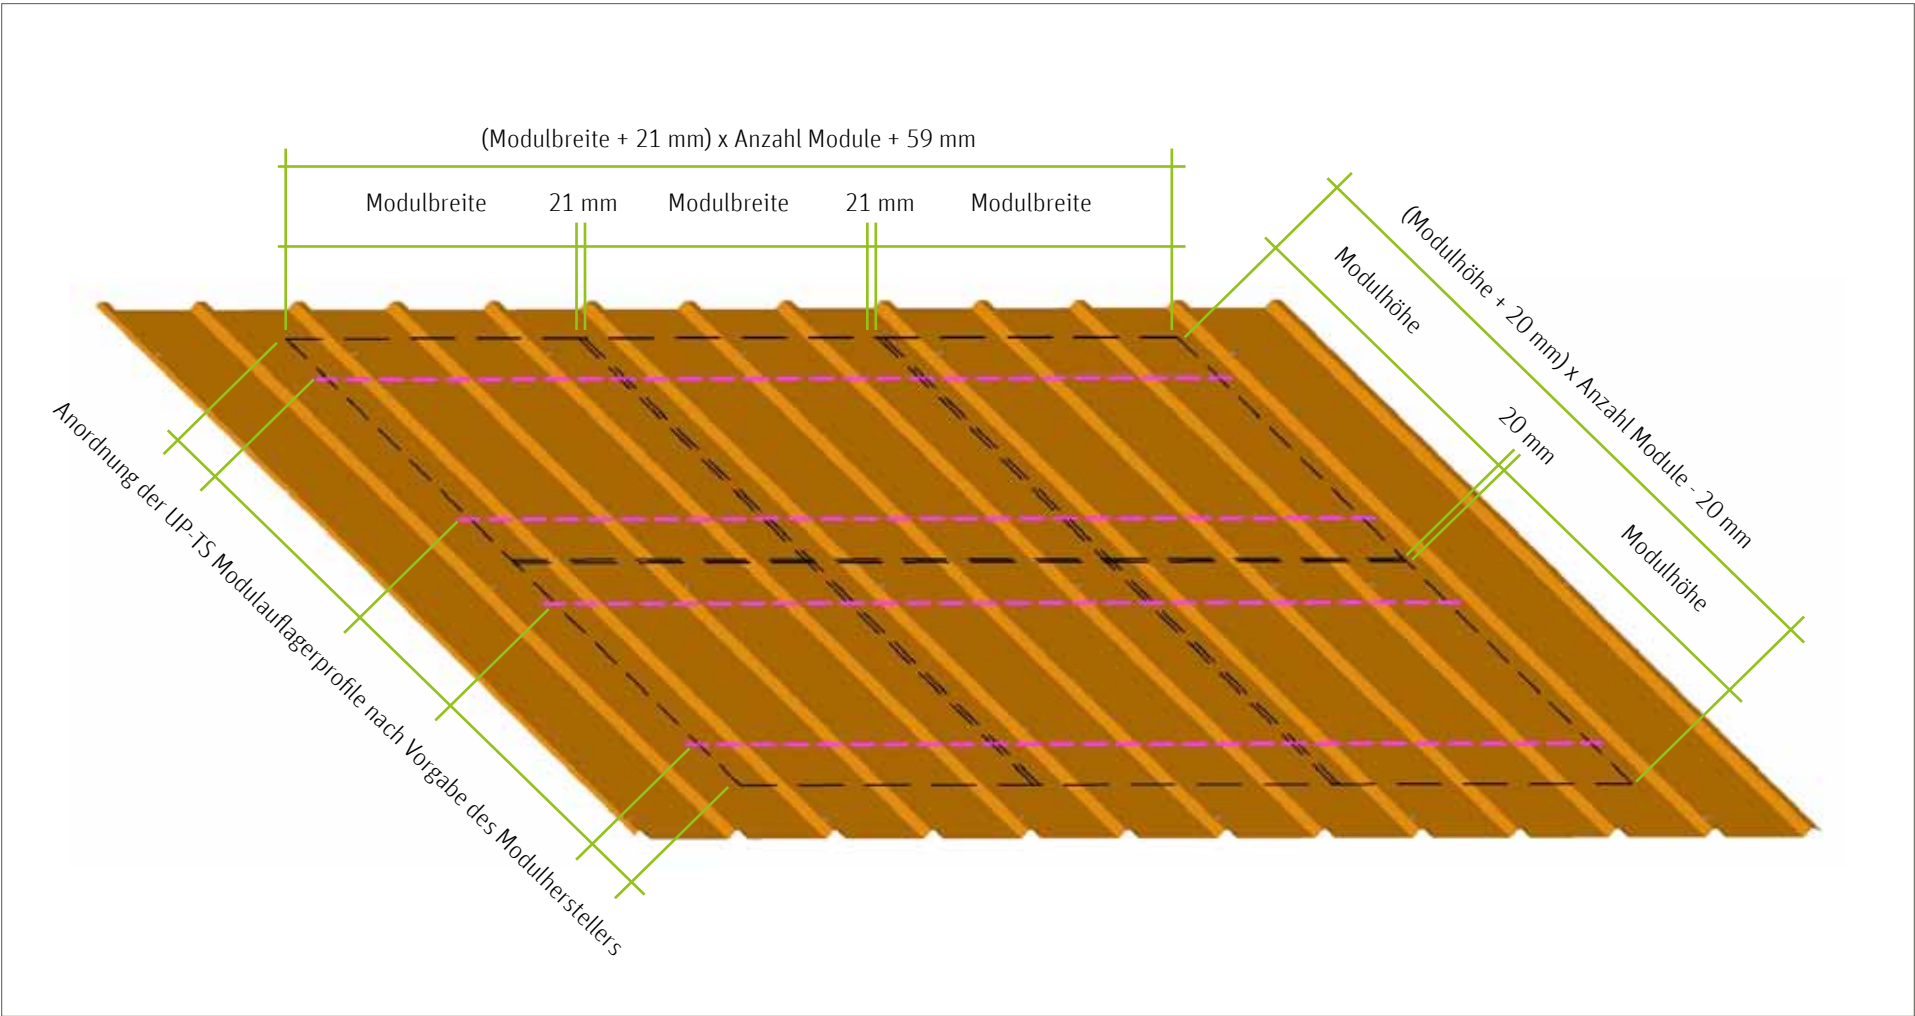 (Modulbreite + 21 mm) x Anzahl Module + 59 mm
Modulbreite 21 mm Modulbreite 21 mm Modulbreite
(Modulhöhe + 20 mm) x Anzahl Module - 20 mm
Modulhöhe
20 mm
Modulhöhe
Anordnung der UP-TS Modulauflagerprofile nach Vorgabe des Modulherstellers